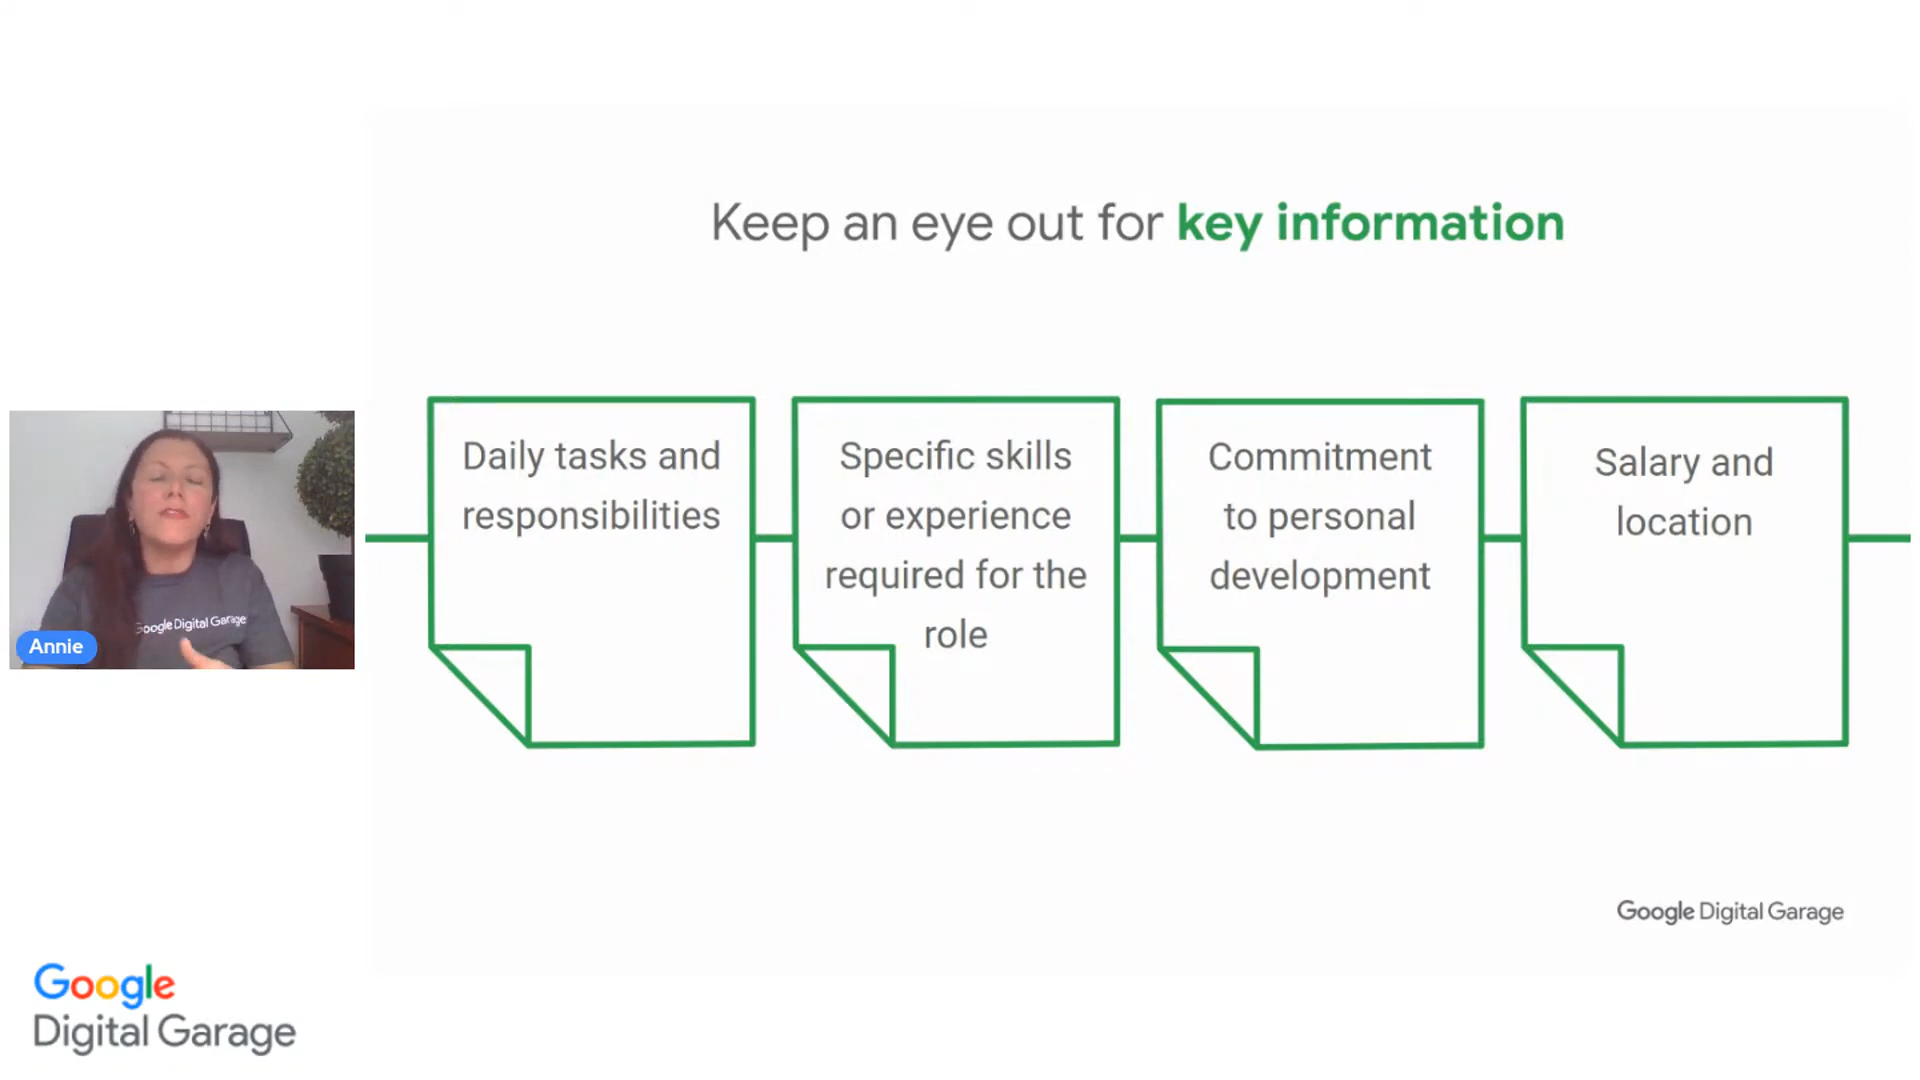 Keep an eye out for key information
Daily tasks and
responsibilities
Specific skills
or experience
required for the
role
Commitment
to personal
development
Salary and
location
Google Digital Garage
Annie
Google Digital Garage
Google
Digital Garage